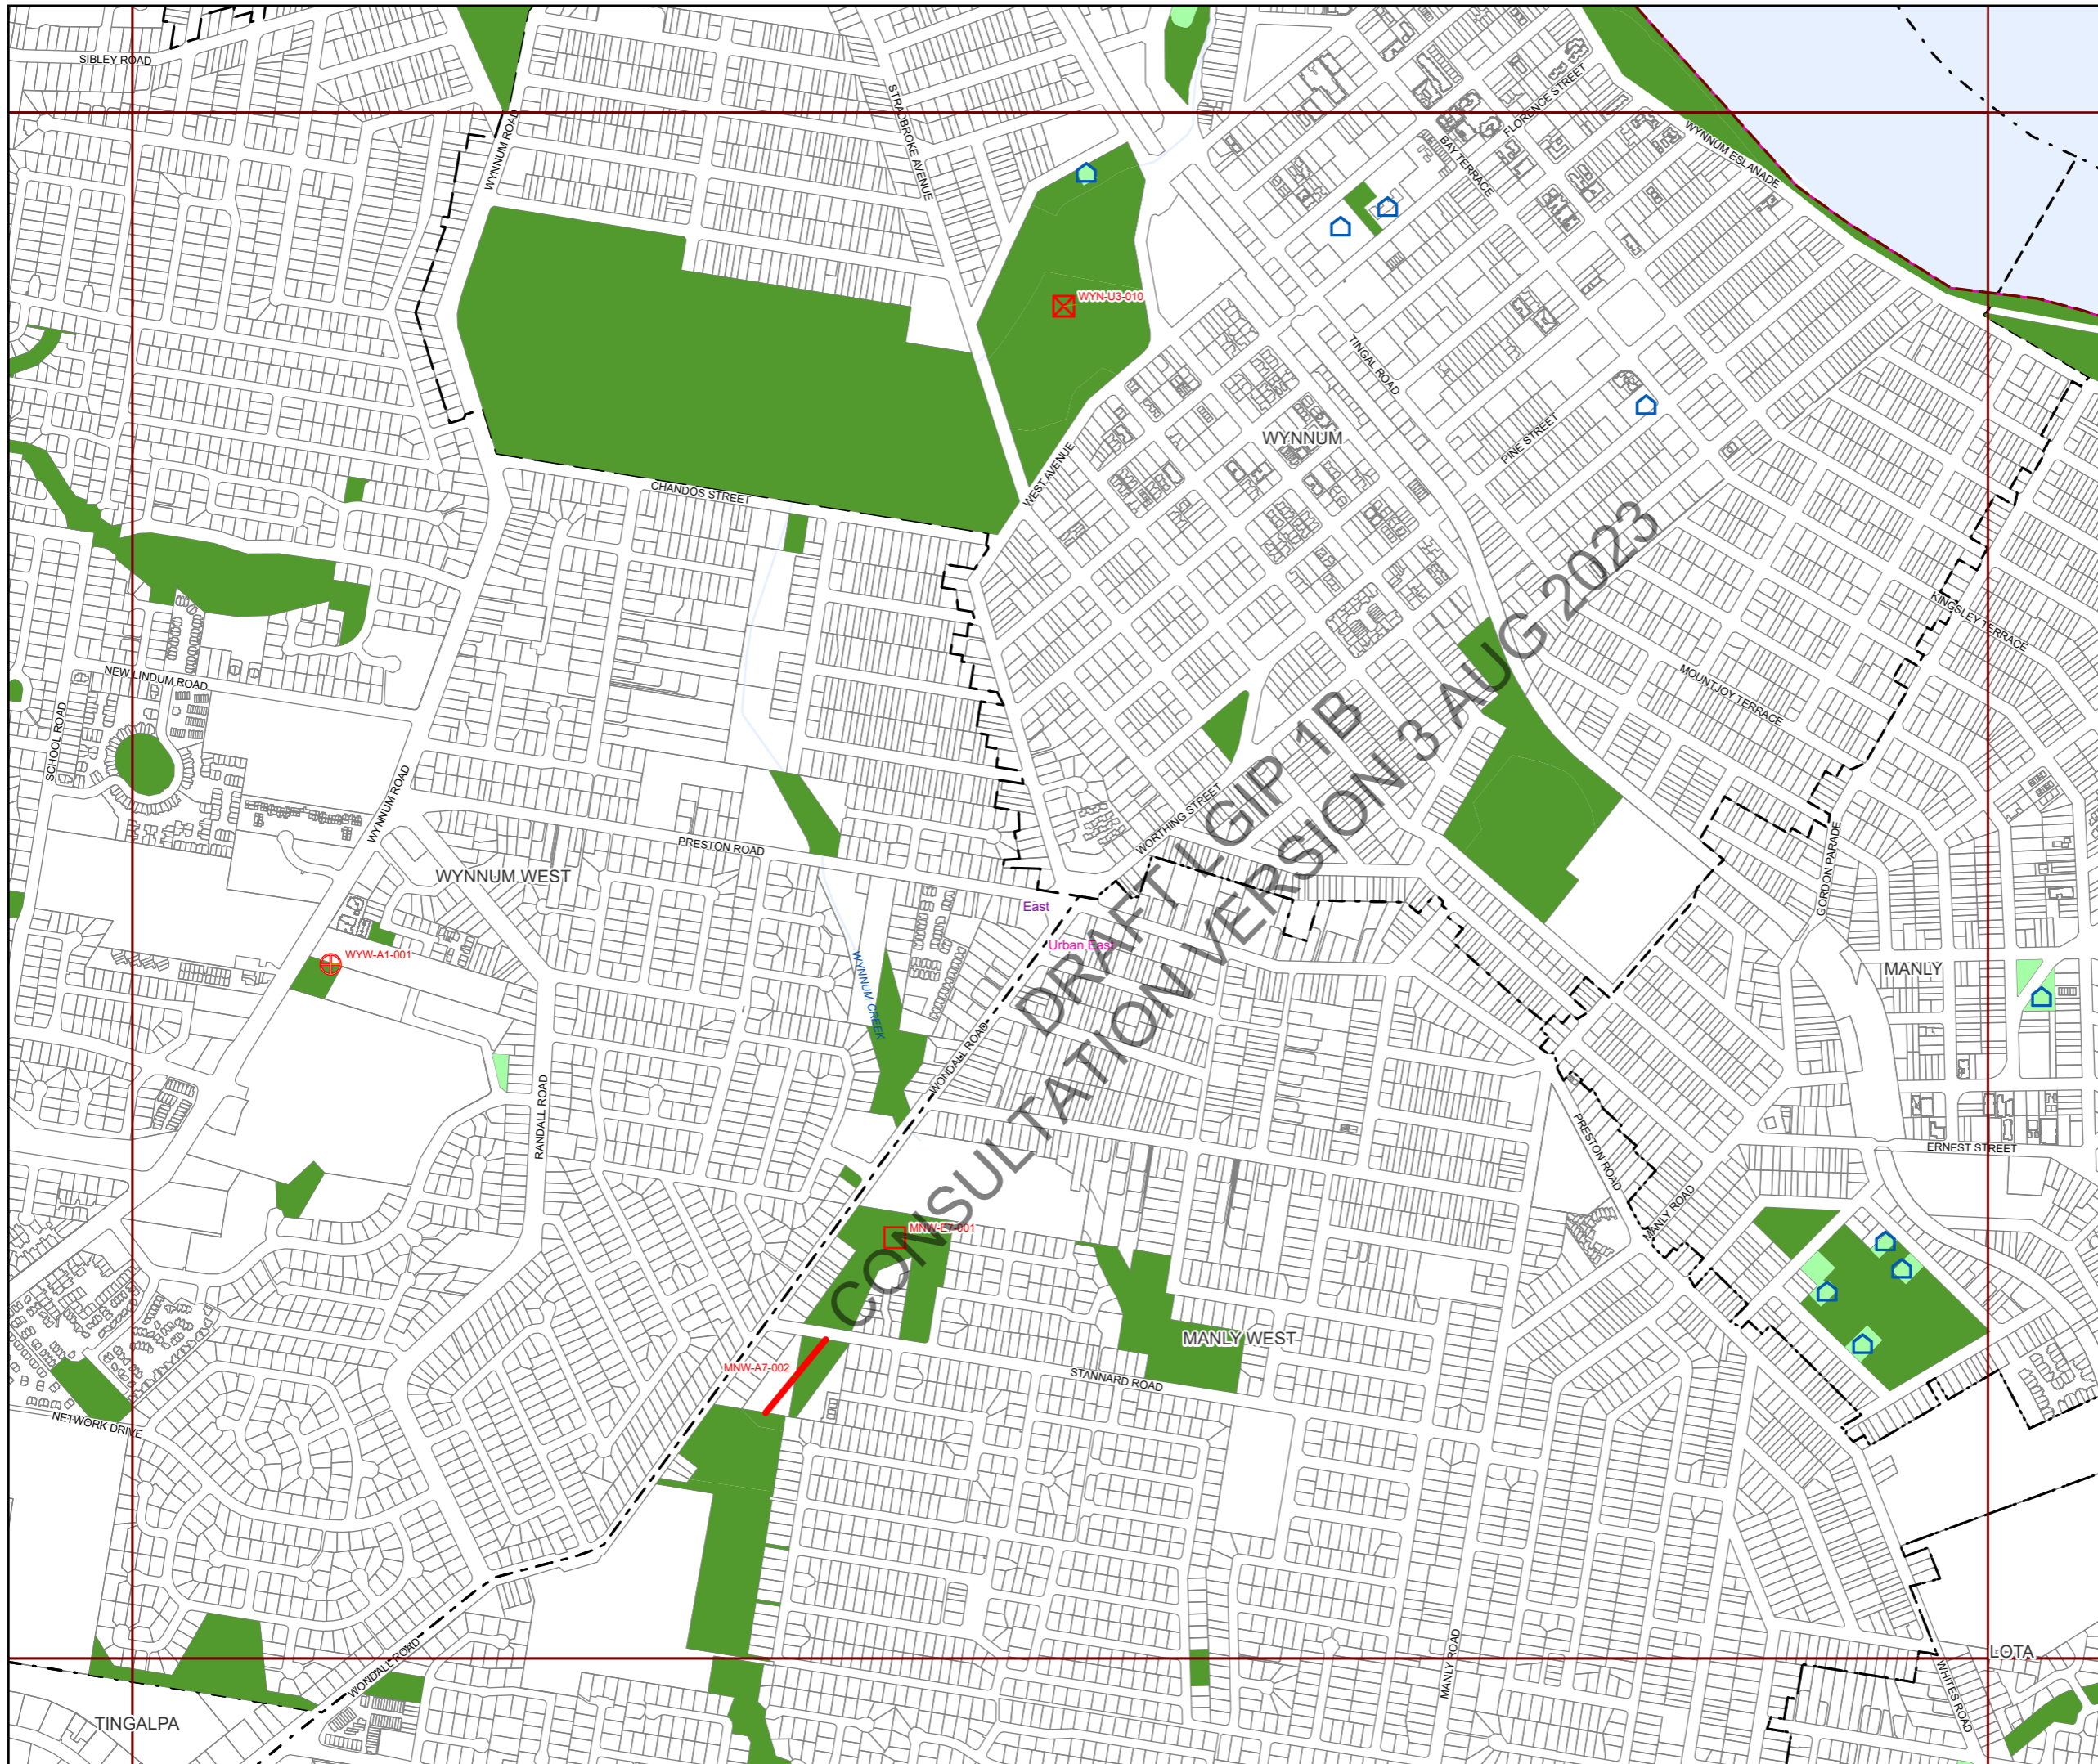 SIBLEY ROAD
WYNNUM ROAD
STRADBROKE AVENUE
FLORENCE STREET
BAY TERRACE
WYNNUM ESLANADE
WYN-U3-010
TINGAL ROAD
WYNNUM
PINE STREET
WEST AVENUE
CHANDOS STREET
KINGSLEY TERRACE
NEW LINDUM ROAD
SCHOOL ROAD
MOUNTJOY TERRACE
WYNNUM ROAD
PRESTON ROAD
WORTHING STREET
GORDON PARADE
WYNNUM WEST
East
Urban East
WYW-A1-001
WYNNUM CREEK
MANLY
WONDALL ROAD
RANDALL ROAD
PRESTON ROAD
ERNEST STREET
MANLY ROAD
MNW-E7-001
MANLY WEST
MNW-A7-002
STANNARD ROAD
NETWORK DRIVE
MANLY ROAD
LOTA
WONDALL ROAD
WHITES ROAD
TINGALPA
DRAFT LGIP 1B
CONSULTATION VERSION 3 AUG 2023